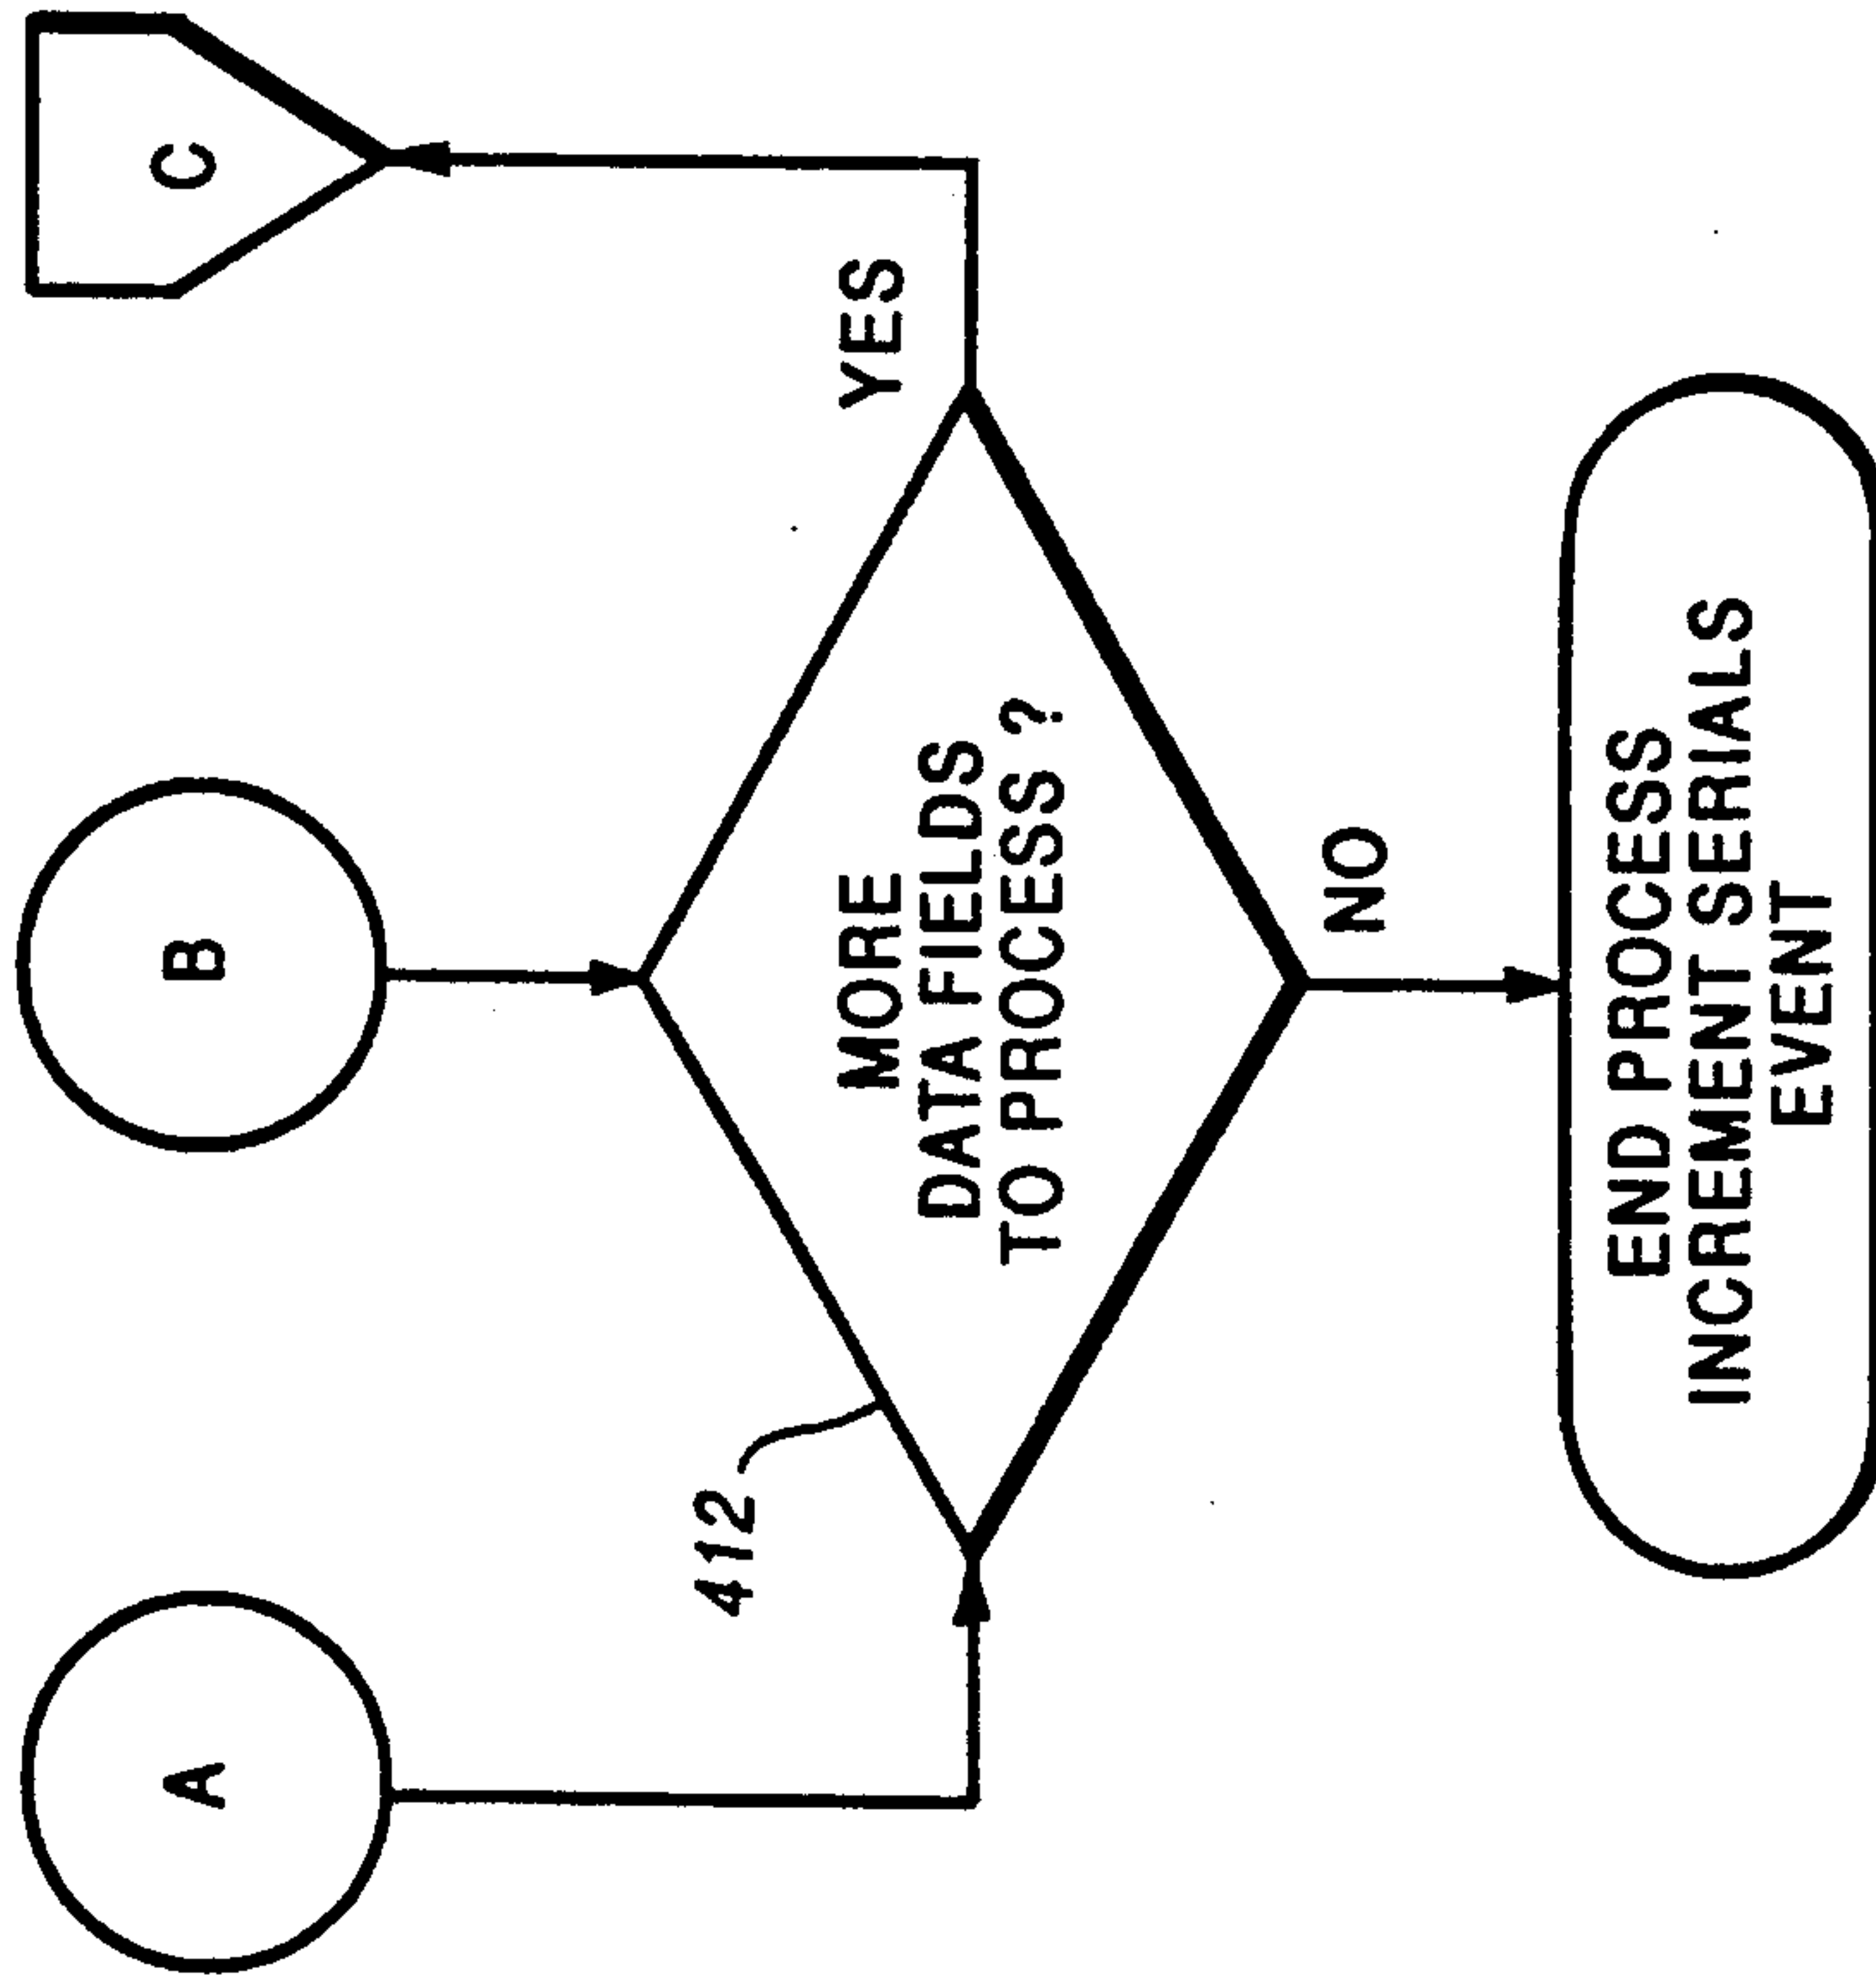 A
B
C
412
YES
MORE
DATA FIELDS
TO PROCESS ?
NO
END PROCESS
INCREMENT SERIALS
EVENT